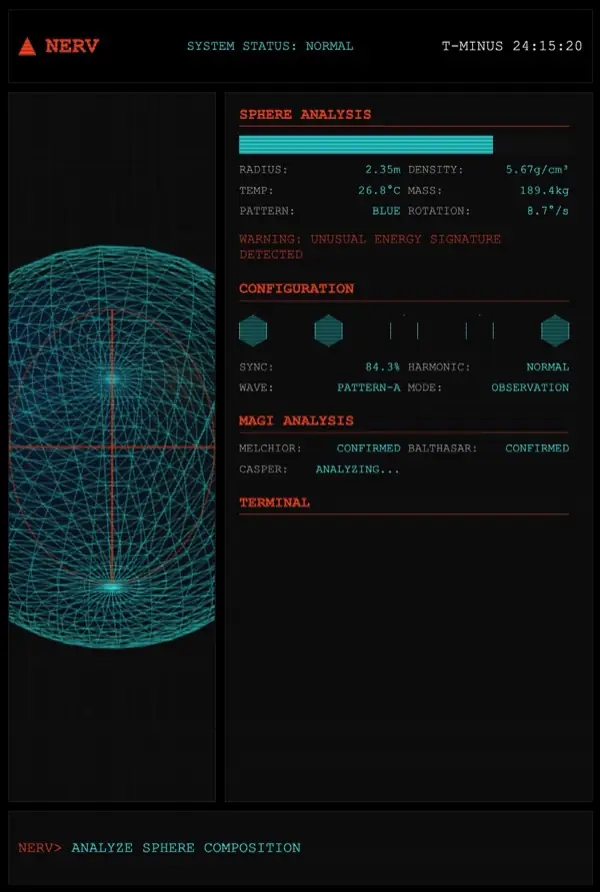 NERV SYSTEM STATUS: NORMAL T-MINUS 24:15:20
SPHERE ANALYSIS
RADIUS: 2.35m DENSITY: 5.67g/cm³
TEMP: 26.8°C MASS: 189.4kg
PATTERN: BLUE ROTATION: 8.7°/s
WARNING: UNUSUAL ENERGY SIGNATURE
DETECTED
CONFIGURATION
SYNC: 84.3% HARMONIC: NORMAL
WAVE: PATTERN-A MODE: OBSERVATION
MAGI ANALYSIS
MELCHIOR: CONFIRMED BALTHASAR: CONFIRMED
CASPER: ANALYZING...
TERMINAL
NERV> ANALYZE SPHERE COMPOSITION